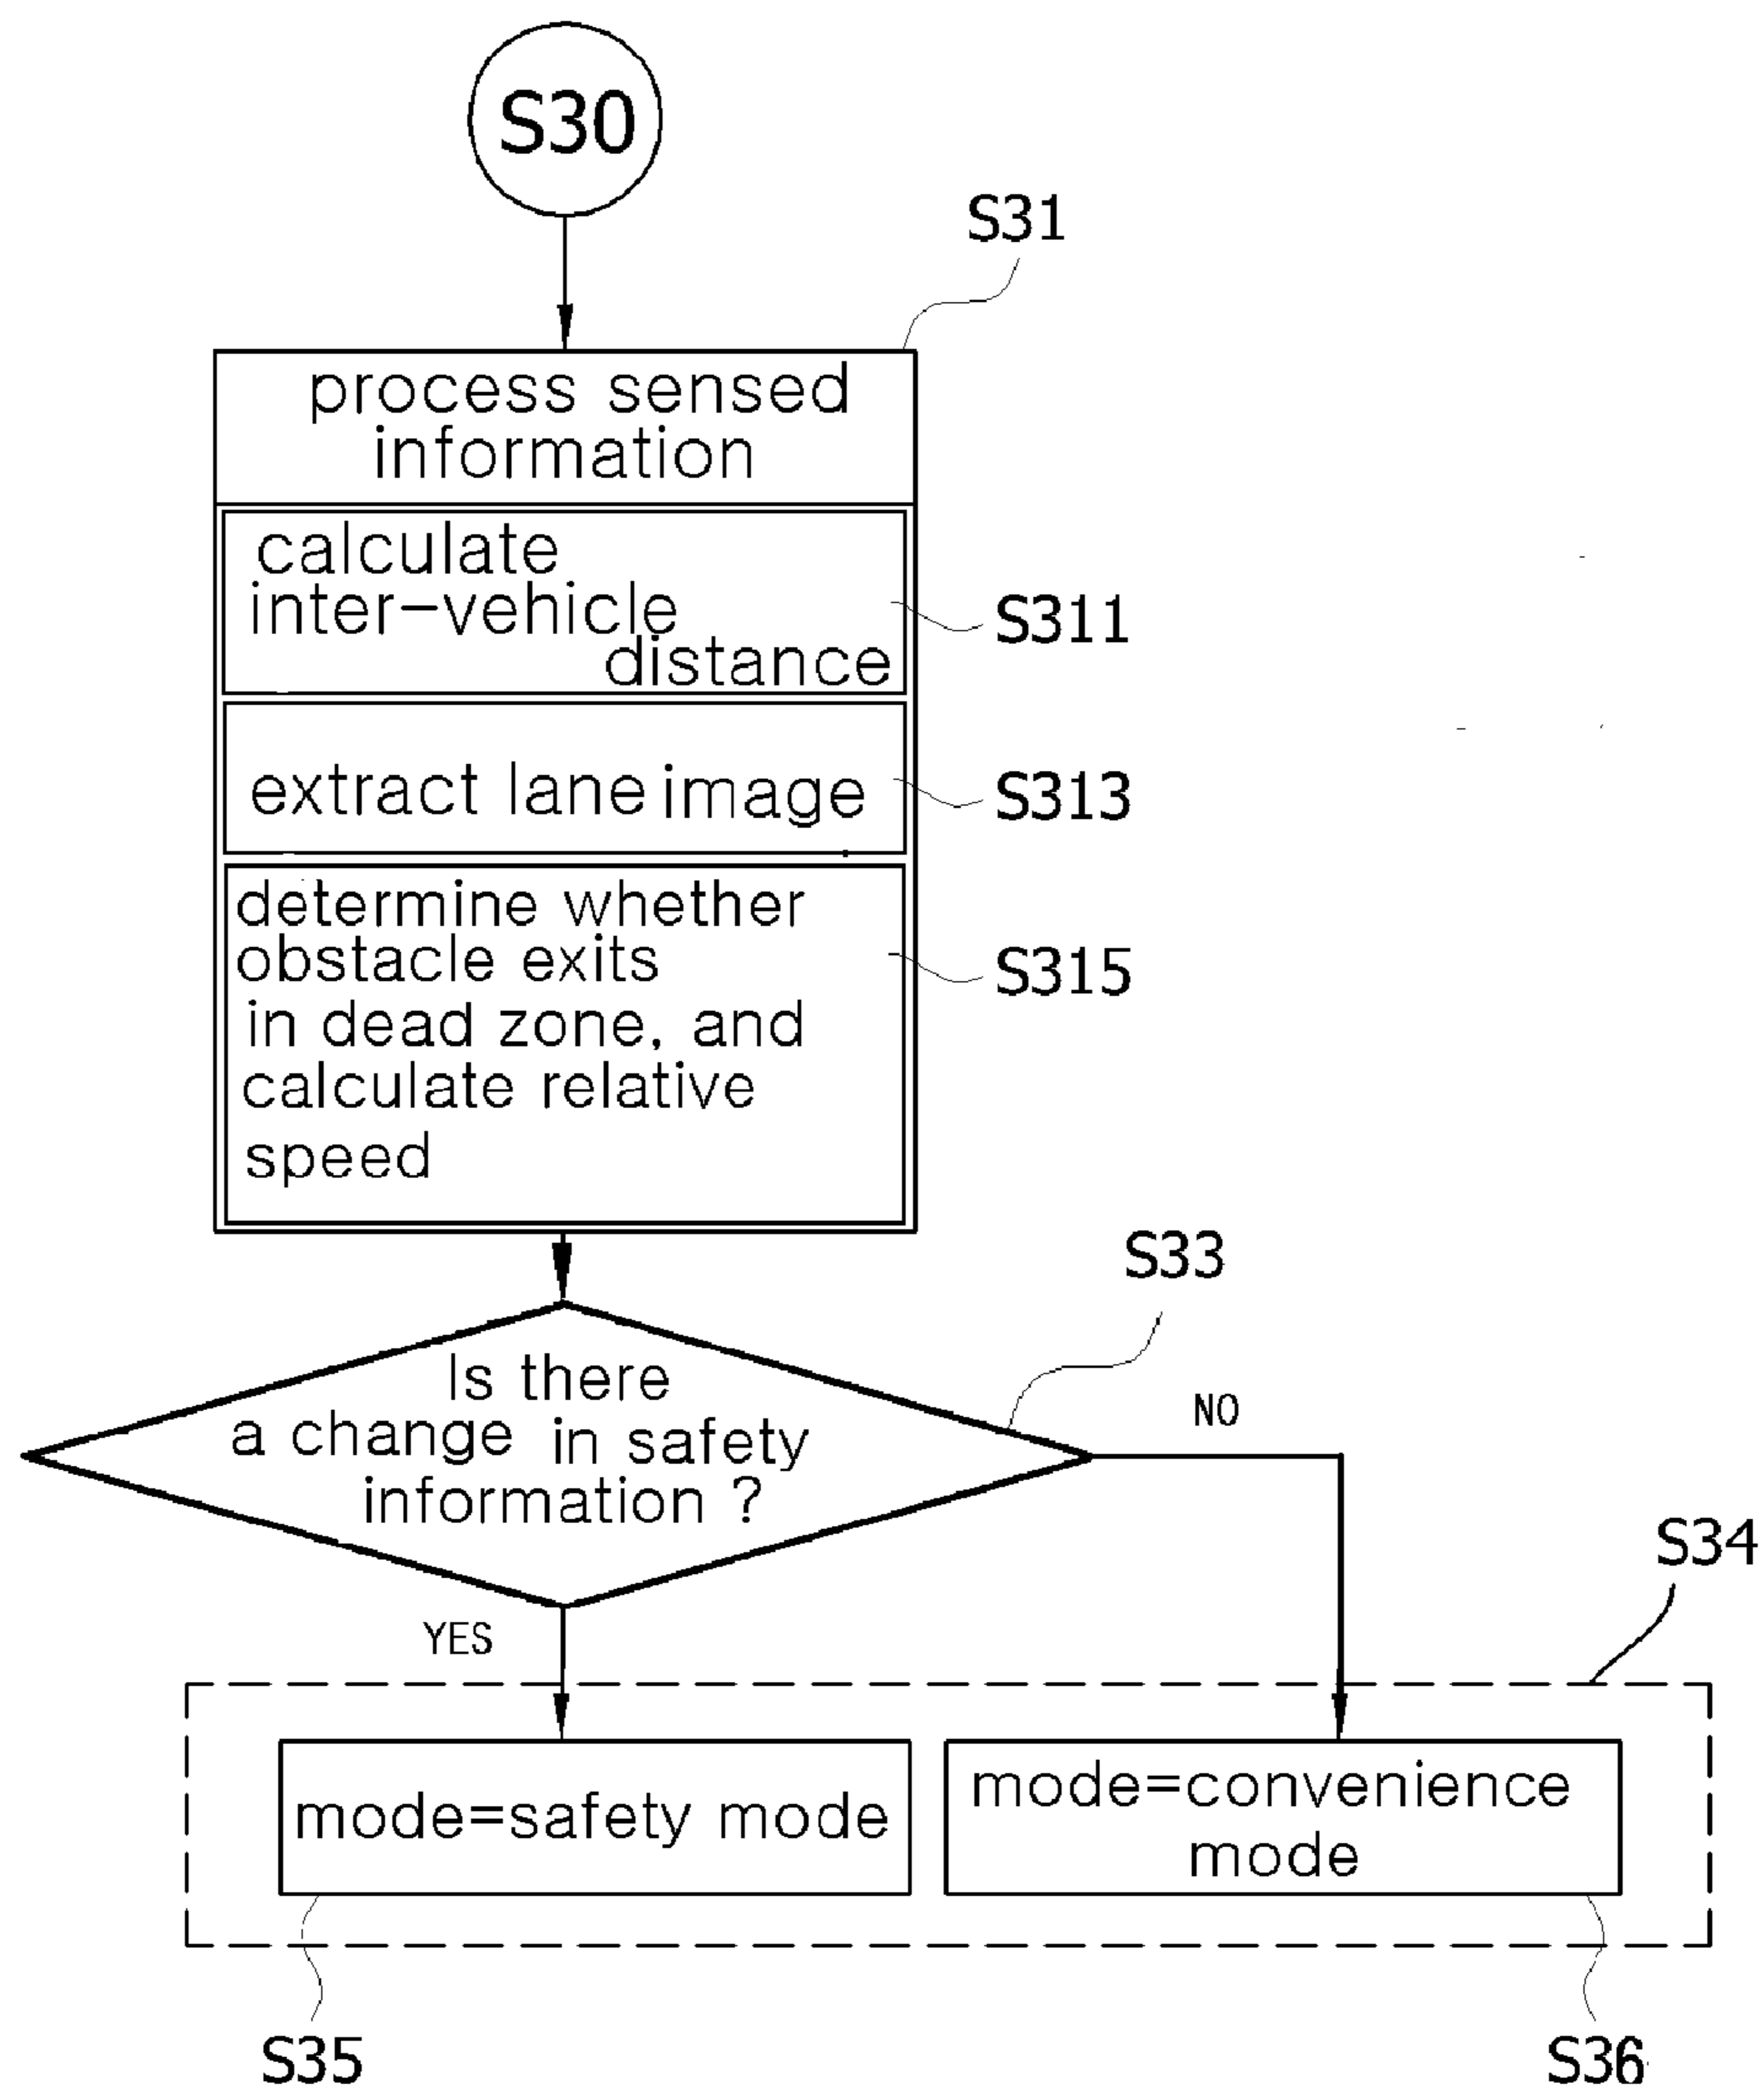 S30
S31
process sensed
information
calculate
inter-vehicle
distance
S311
extract lane image
S313
determine whether
obstacle exits
in dead zone, and
calculate relative
speed
S315
S33
Is there
a change in safety
information ?
NO
YES
S34
mode=safety mode
mode=convenience
mode
S35
S36